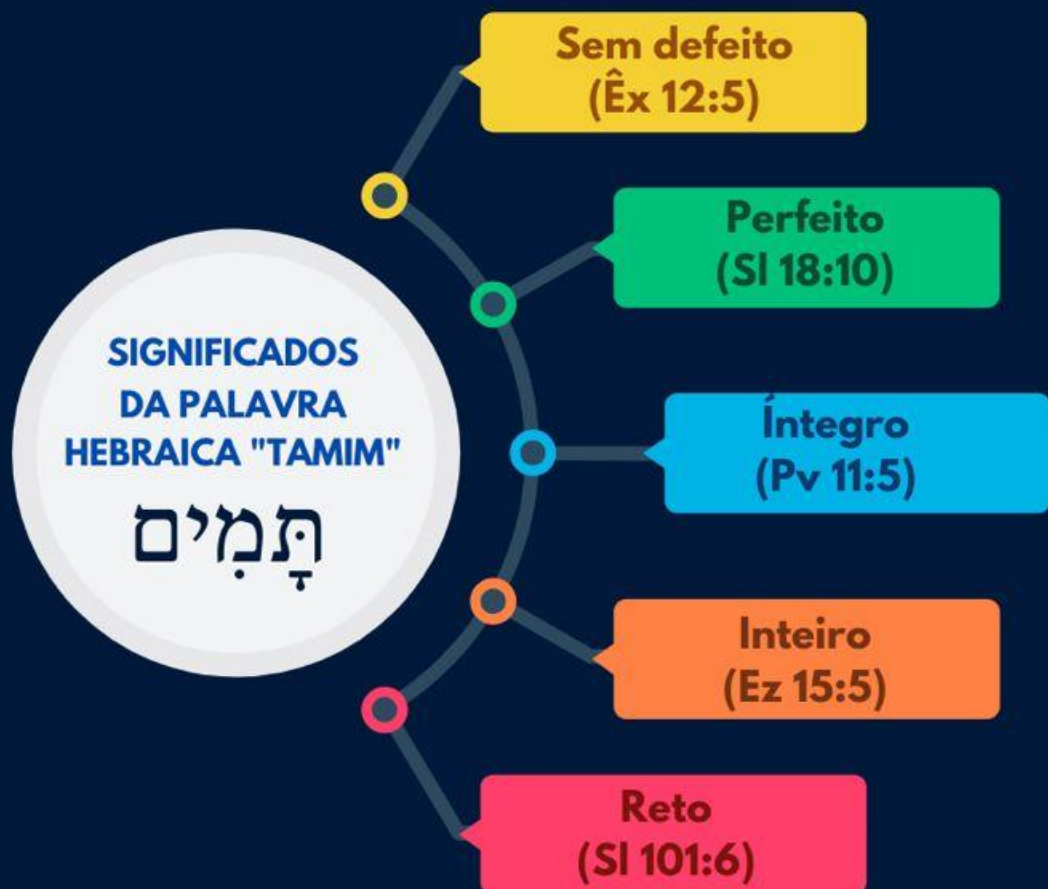 SIGNIFICADOS
DA PALAVRA
HEBRAICA "TAMIM"
תָּמִים
Sem defeito
(Êx 12:5)
Perfeito
(Sl 18:10)
Íntegro
(Pv 11:5)
Inteiro
(Ez 15:5)
Reto
(Sl 101:6)